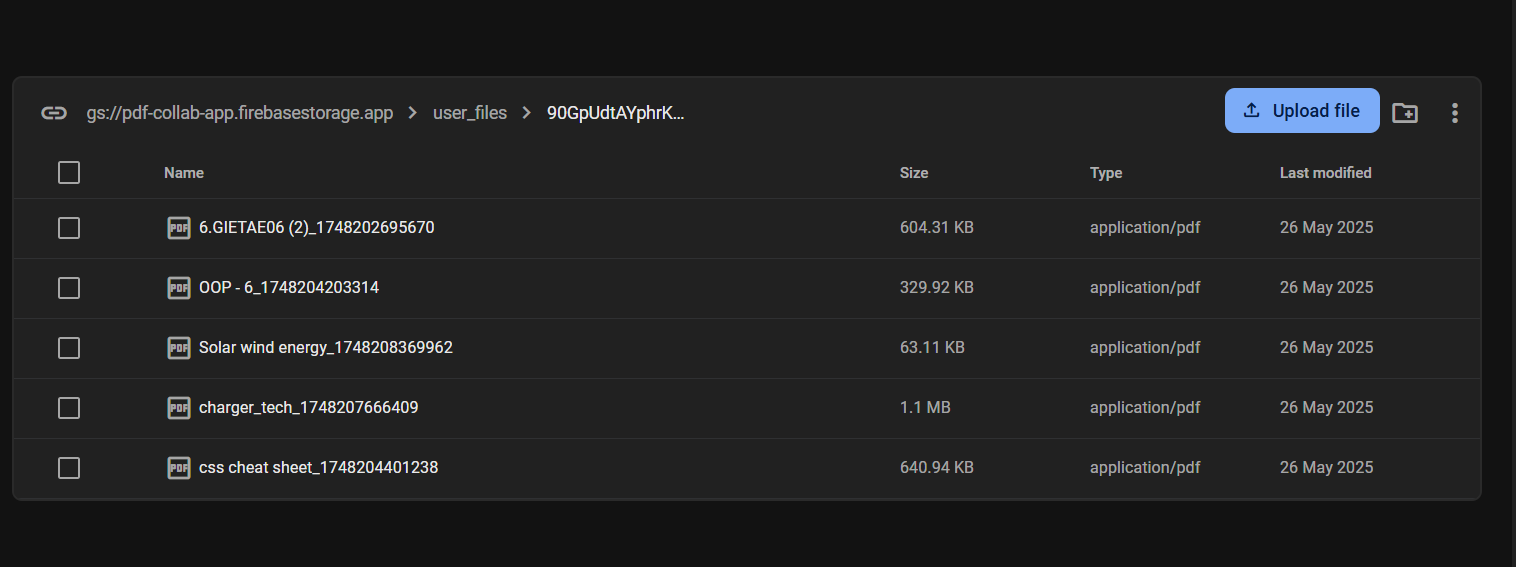 gs://pdf-collab-app.firebasestorage.app > user_files > 90GpUdtAYphrK... Upload file
Name Size Type Last modified
PDF 6.GIETAE06 (2)_1748202695670 604.31 KB application/pdf 26 May 2025
PDF OOP - 6_1748204203314 329.92 KB application/pdf 26 May 2025
PDF Solar wind energy_1748208369962 63.11 KB application/pdf 26 May 2025
PDF charger_tech_1748207666409 1.1 MB application/pdf 26 May 2025
PDF css cheat sheet_1748204401238 640.94 KB application/pdf 26 May 2025